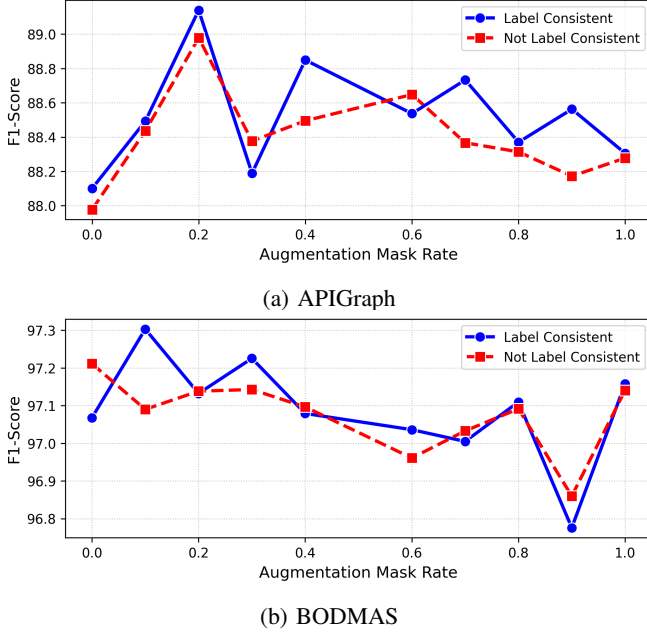 Label Consistent
Not Label Consistent
89.0
88.8
88.6
88.4
88.2
88.0
F1-Score
0.0 0.2 0.4 0.6 0.8 1.0
Augmentation Mask Rate
(a) APIGraph
Label Consistent
Not Label Consistent
97.3
97.2
97.1
97.0
96.9
96.8
F1-Score
0.0 0.2 0.4 0.6 0.8 1.0
Augmentation Mask Rate
(b) BODMAS